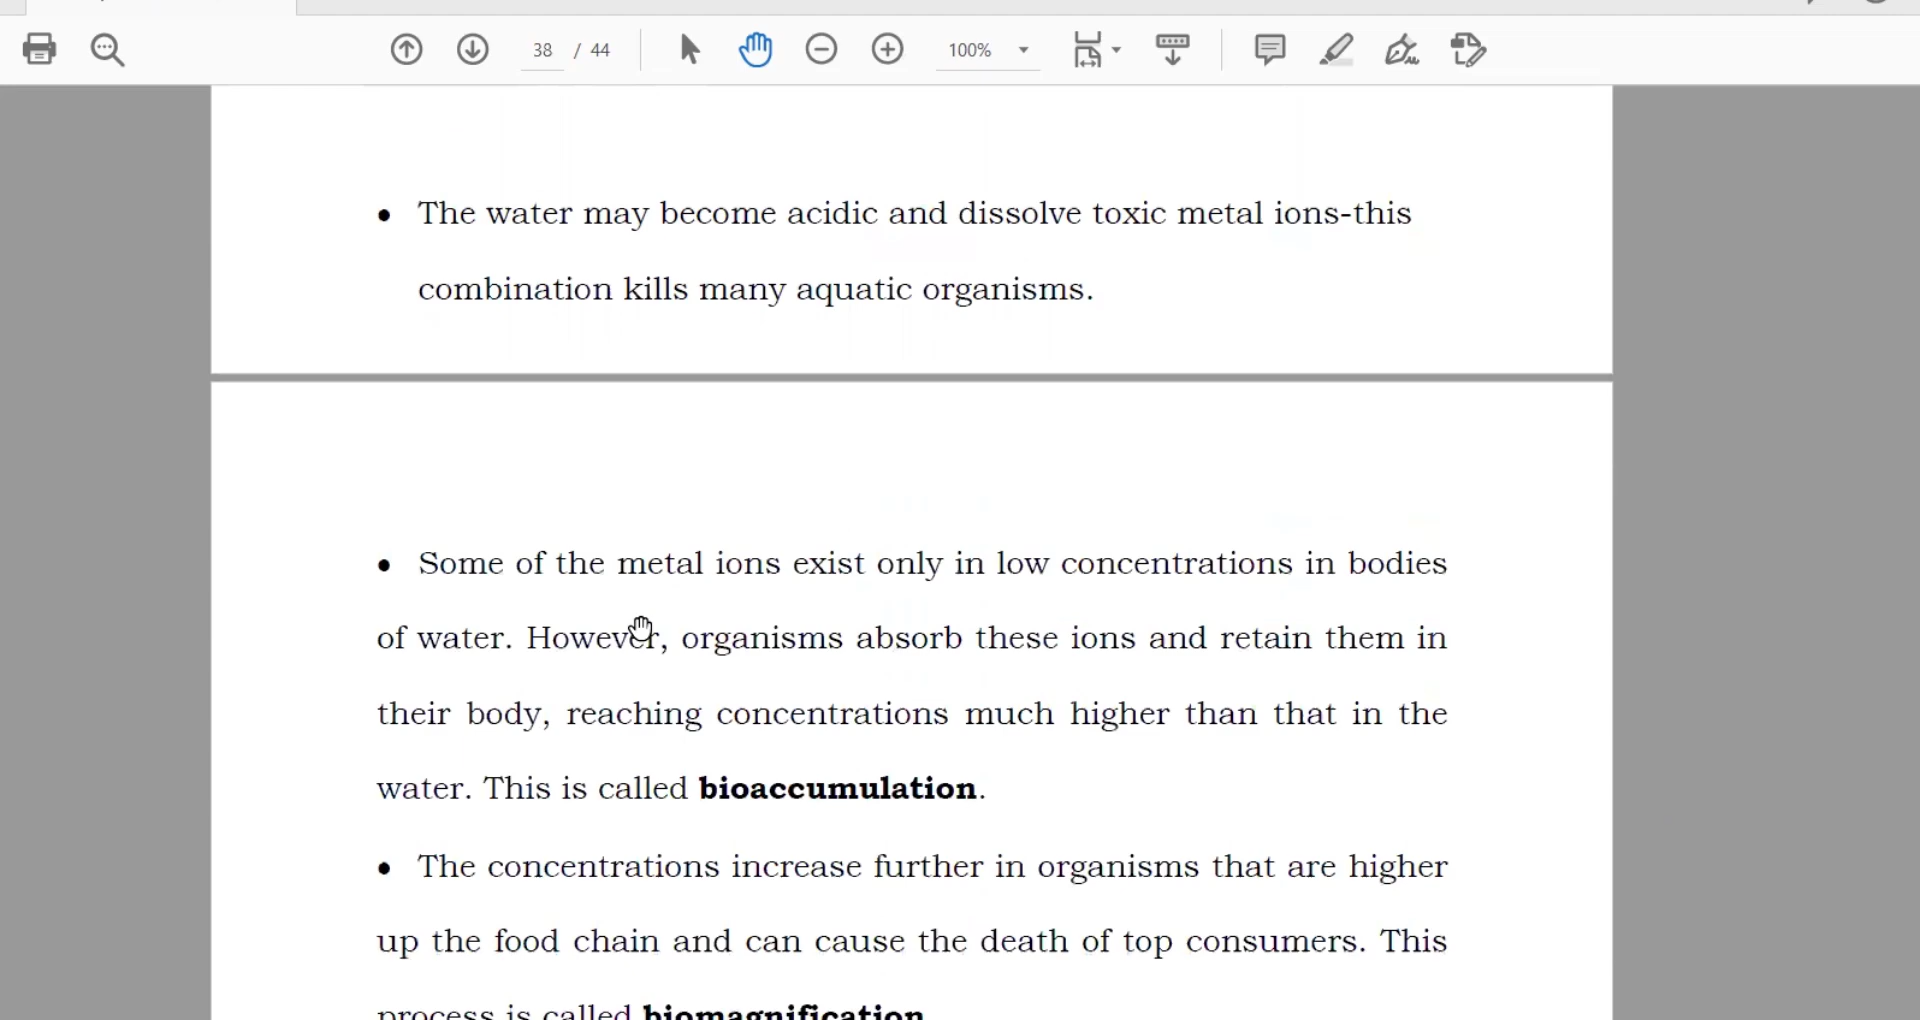 38 / 44 100%
• The water may become acidic and dissolve toxic metal ions-this
combination kills many aquatic organisms.
• Some of the metal ions exist only in low concentrations in bodies
of water. However, organisms absorb these ions and retain them in
their body, reaching concentrations much higher than that in the
water. This is called bioaccumulation.
• The concentrations increase further in organisms that are higher
up the food chain and can cause the death of top consumers. This
process is called biomagnification